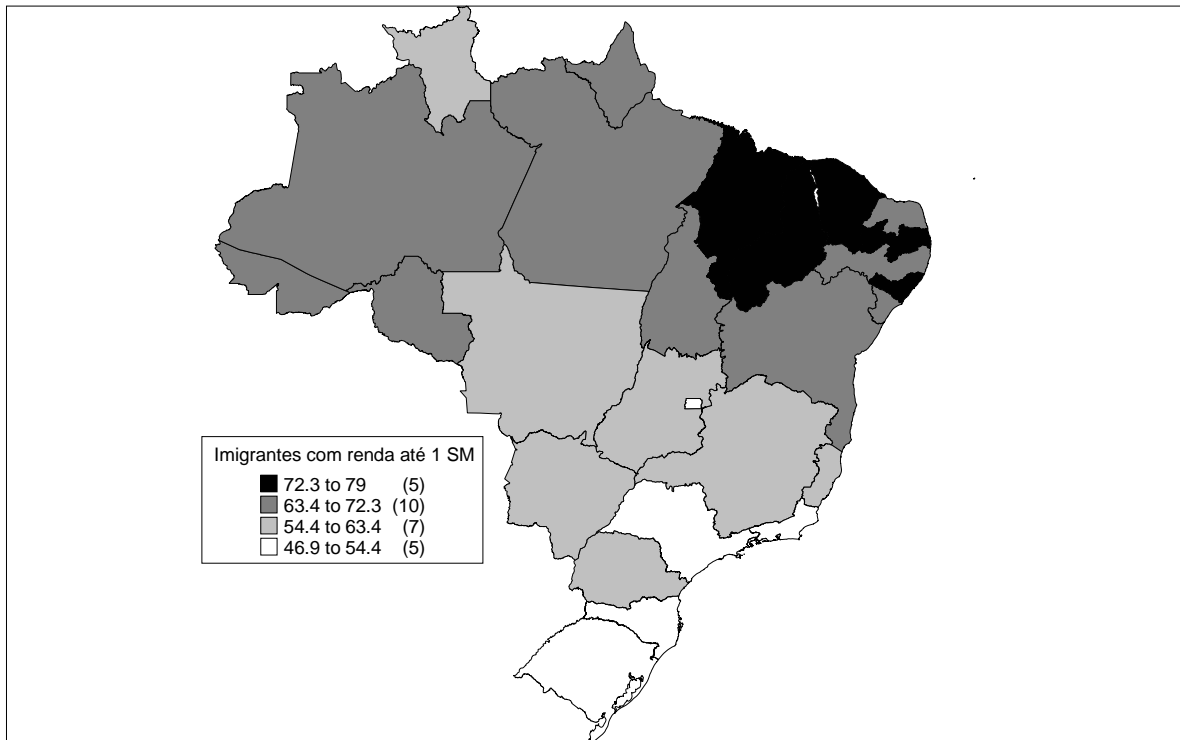 Imigrantes com renda até 1 SM
72.3 to 79 (5)
63.4 to 72.3 (10)
54.4 to 63.4 (7)
46.9 to 54.4 (5)